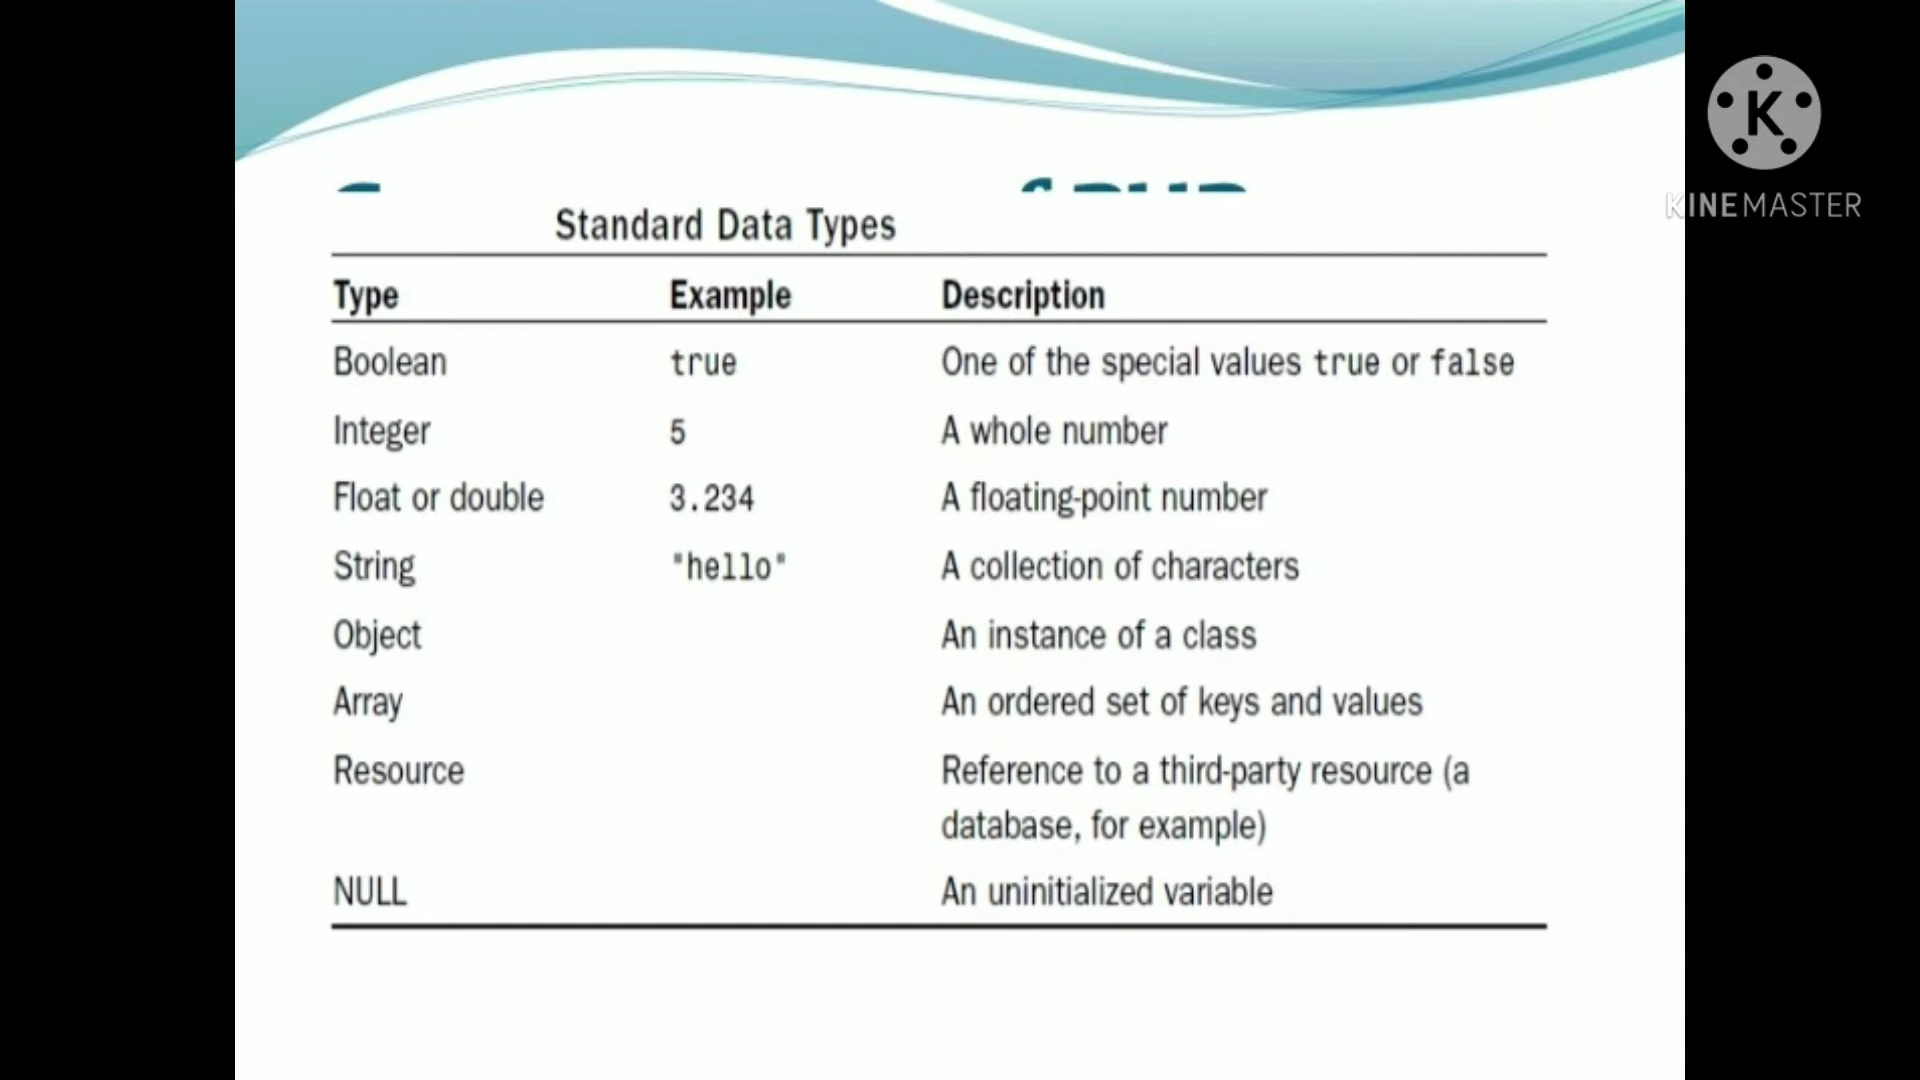 Standard Data Types
Type Example Description
Boolean true One of the special values true or false
Integer 5 A whole number
Float or double 3.234 A floating-point number
String "hello" A collection of characters
Object An instance of a class
Array An ordered set of keys and values
Resource Reference to a third-party resource (a
database, for example)
NULL An uninitialized variable
K
KINEMASTER